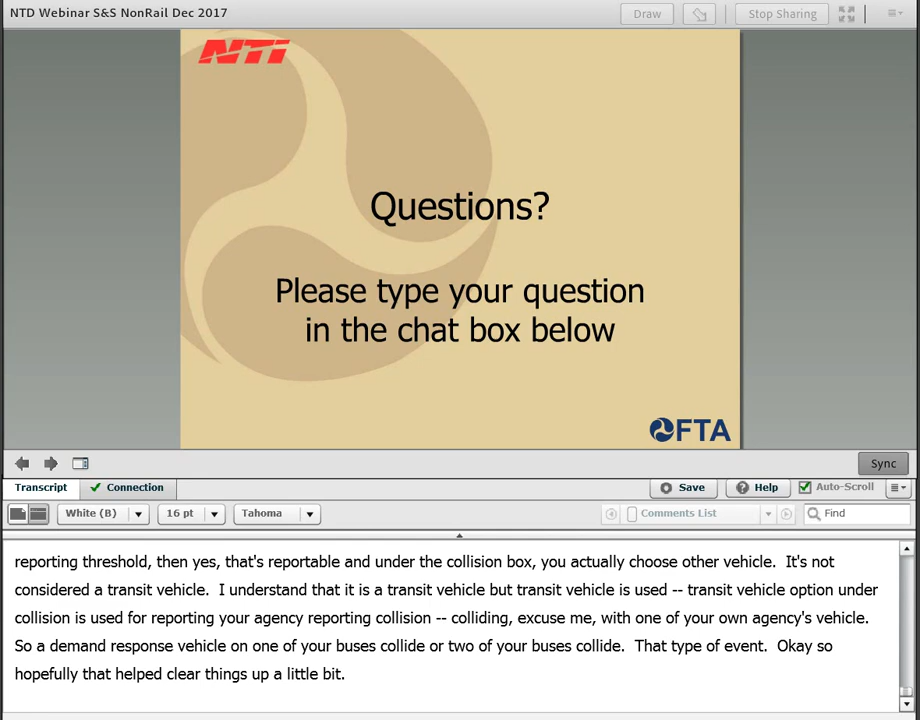 NTD Webinar S&S NonRail Dec 2017
Draw
Stop Sharing
NTI
Questions?
Please type your question
in the chat box below
FTA
Sync
Transcript
Connection
Save
Help
Auto-Scroll
White (B)
16 pt
Tahoma
Comments List
Find
reporting threshold, then yes, that's reportable and under the collision box, you actually choose other vehicle.  It's not
considered a transit vehicle.  I understand that it is a transit vehicle but transit vehicle is used -- transit vehicle option under
collision is used for reporting your agency reporting collision -- colliding, excuse me, with one of your own agency's vehicle.
So a demand response vehicle on one of your buses collide or two of your buses collide.  That type of event.  Okay so
hopefully that helped clear things up a little bit.